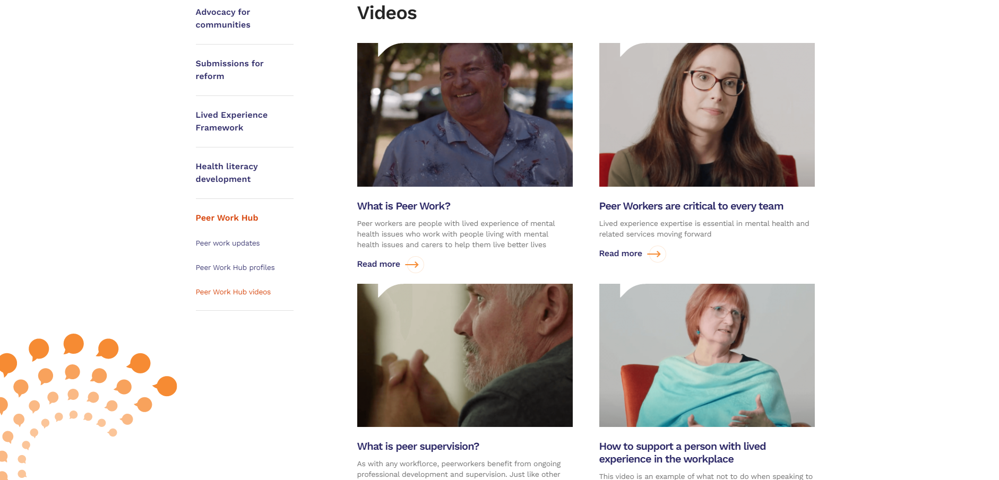 Advocacy for
communities
Submissions for
reform
Lived Experience
Framework
Health literacy
development
Peer Work Hub
Peer work updates
Peer Work Hub profiles
Peer Work Hub videos
Videos
What is Peer Work?
Peer workers are people with lived experience of mental
health issues who work with people living with mental
health issues and carers to help them live better lives
Read more
Peer Workers are critical to every team
Lived experience expertise is essential in mental health and
related services moving forward
Read more
What is peer supervision?
As with any workflorce, peerworkers benefit from ongoing
professional development and supervision. Just like other
How to support a person with lived
experience in the workplace
This video is an example of what not to do when speaking to